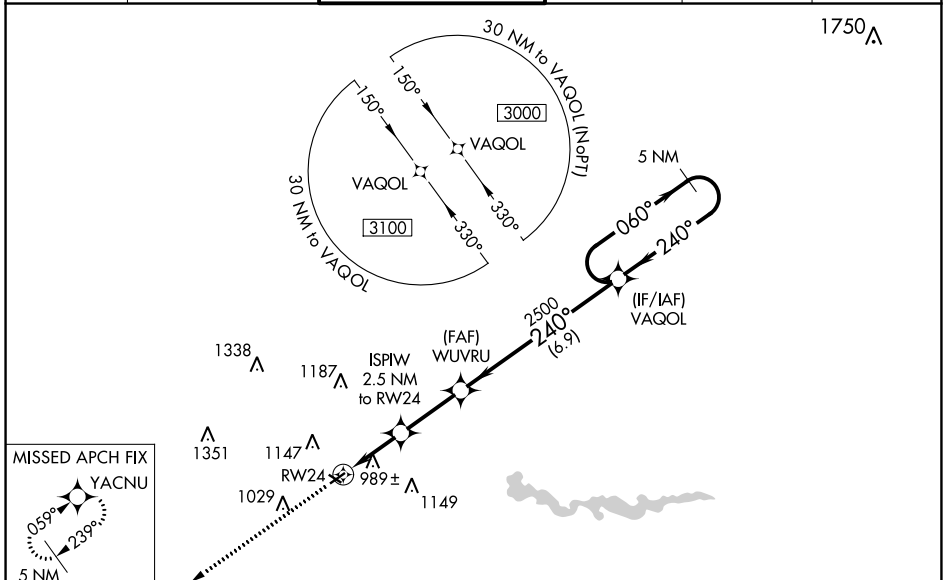 1750
30 NM to VAQOL (NoPT)
150°
3000
VAQOL
330°
150°
VAQOL
3100
330°
30 NM to VAQOL
5 NM
060°
240°
(IF/IAF)
VAQOL
2500
240°
(6.9)
(FAF)
WUVRU
ISPIW
2.5 NM
to RW24
1338
1187
1351
1147
RW24
989±
1029
1149
MISSED APCH FIX
YACNU
059°
239°
5 NM